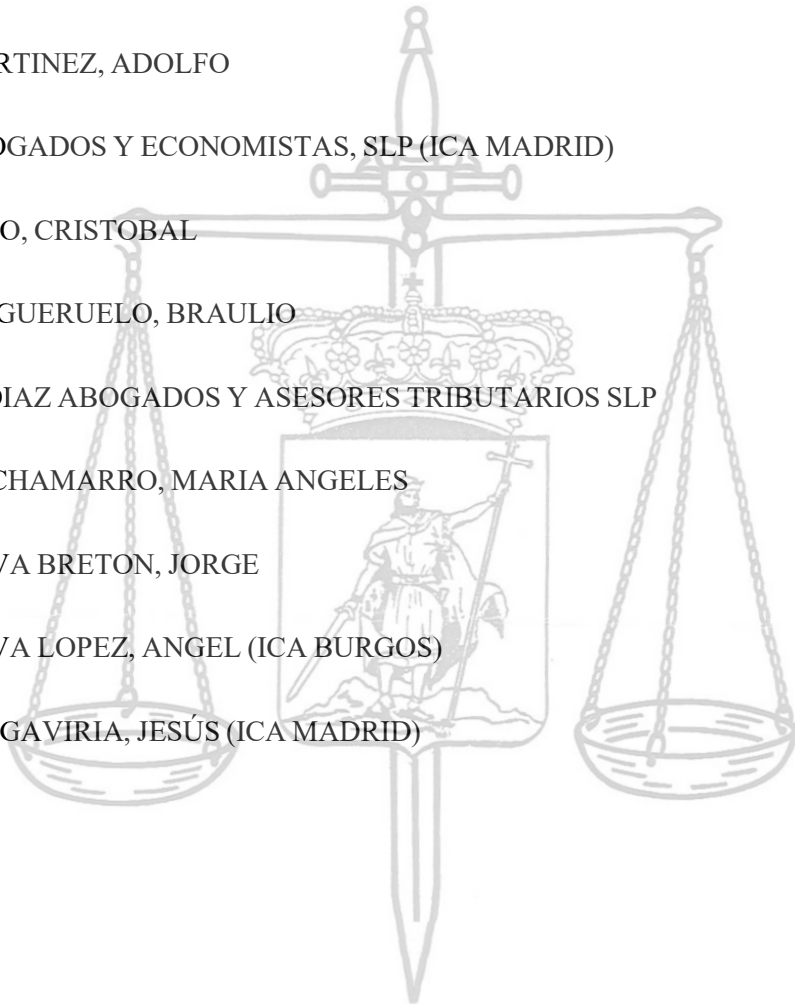 RTINEZ, ADOLFO
OGADOS Y ECONOMISTAS, SLP (ICA MADRID)
O, CRISTOBAL
GUERUELO, BRAULIO
DIAZ ABOGADOS Y ASESORES TRIBUTARIOS SLP
CHAMARRO, MARIA ANGELES
VA BRETON, JORGE
VA LOPEZ, ANGEL (ICA BURGOS)
GAVIRIA, JESÚS (ICA MADRID)